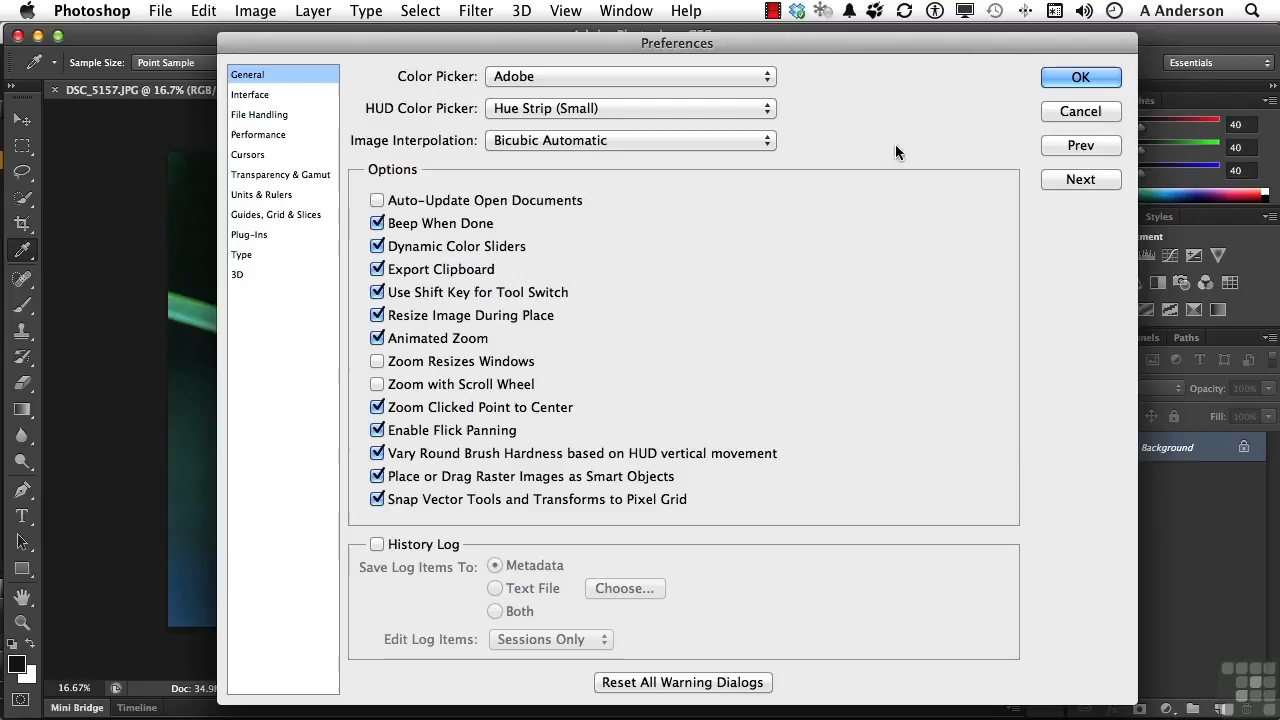 Photoshop File Edit Image Layer Type Select Filter 3D View Window Help A Anderson
Preferences
Sample Size: Point Sample
Essentials
DSC_5157.JPG @ 16.7% (RGB/
General
Interface
File Handling
Performance
Cursors
Transparency & Gamut
Units & Rulers
Guides, Grid & Slices
Plug-Ins
Type
3D
Color Picker: Adobe
HUD Color Picker: Hue Strip (Small)
Image Interpolation: Bicubic Automatic
Options
Auto-Update Open Documents
Beep When Done
Dynamic Color Sliders
Export Clipboard
Use Shift Key for Tool Switch
Resize Image During Place
Animated Zoom
Zoom Resizes Windows
Zoom with Scroll Wheel
Zoom Clicked Point to Center
Enable Flick Panning
Vary Round Brush Hardness based on HUD vertical movement
Place or Drag Raster Images as Smart Objects
Snap Vector Tools and Transforms to Pixel Grid
History Log
Save Log Items To: Metadata
Text File Choose...
Both
Edit Log Items: Sessions Only
Reset All Warning Dialogs
OK
Cancel
Prev
Next
hes
40
40
40
Styles
ment
nels Paths
Opacity: 100%
Fill: 100%
Background
16.67% Doc: 34.9M
Mini Bridge Timeline